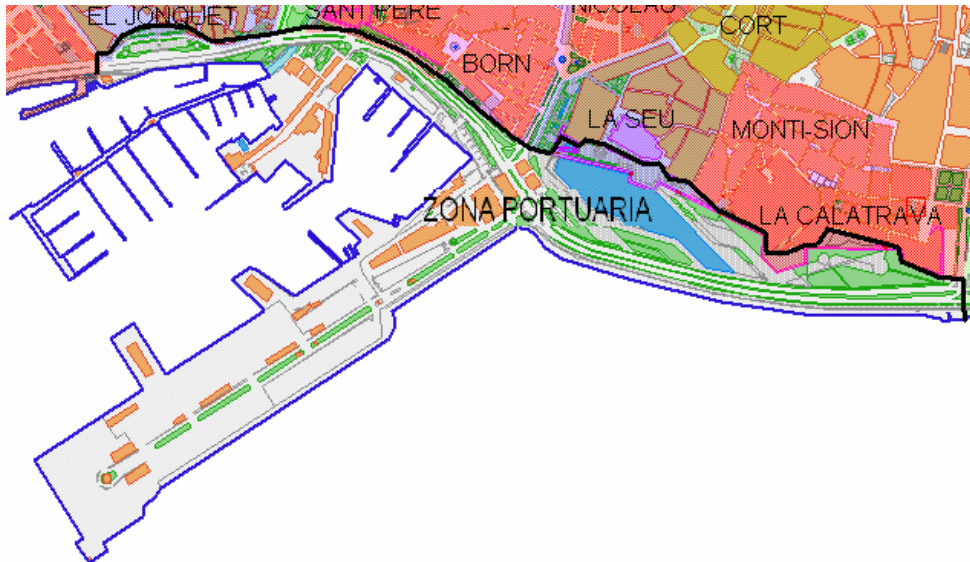 EL JONQUET
SANT PERE
NICOLAU
CORT
-
BORN
LA SEU
MONTI-SION
ZONA PORTUARIA
LA CALATRAVA